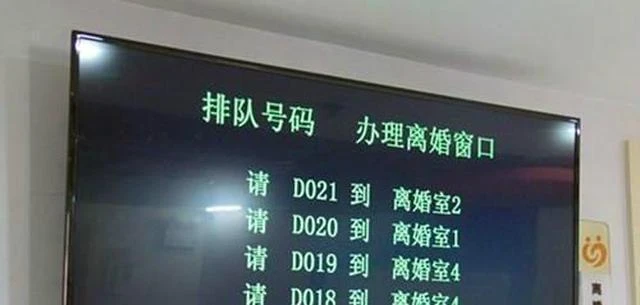 排队号码 办理离婚窗口
请 D021 到 离婚室2
请 D020 到 离婚室1
请 D019 到 离婚室4
请 D018 到 离婚室4
离